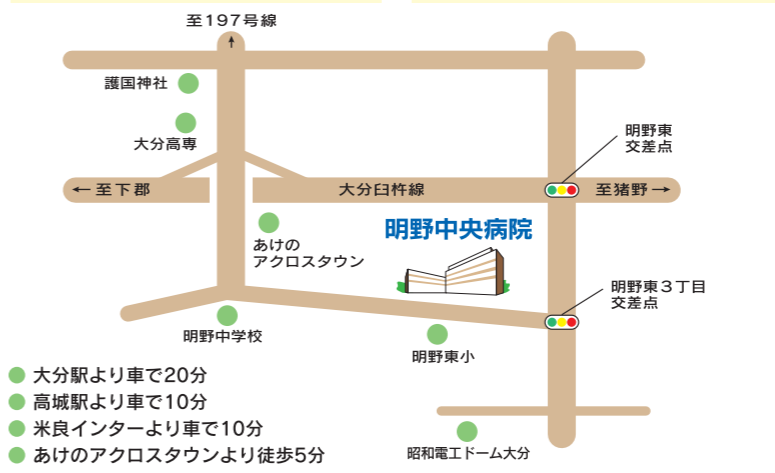 至197号線
↑
護国神社
大分高専
明野東
交差点
←至下郡
大分臼杵線
至猪野→
あけの
アクロスタウン
明野中央病院
明野東3丁目
交差点
明野中学校
明野東小
大分駅より車で20分
高城駅より車で10分
米良インターより車で10分
あけのアクロスタウンより徒歩5分
昭和電工ドーム大分